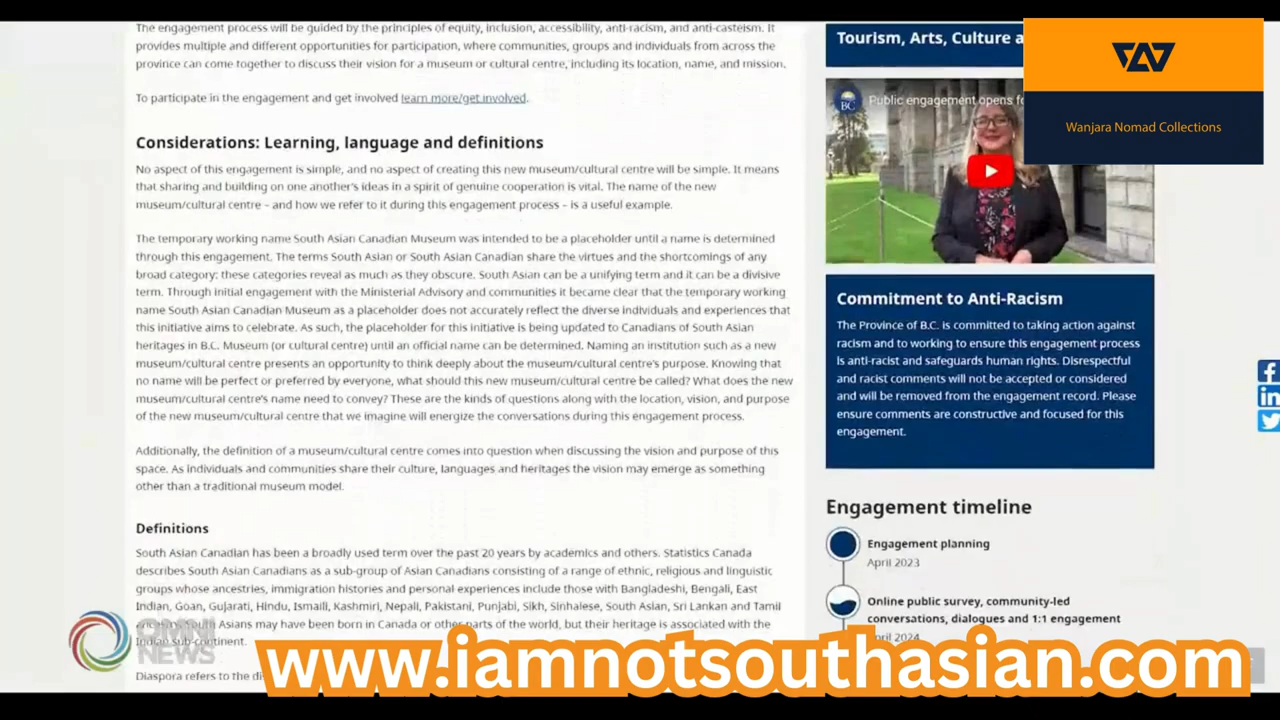 The engagement process will be guided by the principles of equity, inclusion, accessibility, anti-racism, and anti-casteism. It
provides multiple and different opportunities for participation, where communities, groups and individuals from across the
province can come together to discuss their vision for a museum or cultural centre, including its location, name, and mission.
To participate in the engagement and get involved learn more/get involved.
Considerations: Learning, language and definitions
No aspect of this engagement is simple, and no aspect of creating this new museum/cultural centre will be simple. It means
that sharing and building on one another's ideas in a spirit of genuine cooperation is vital. The name of the new
museum/cultural centre – and how we refer to it during this engagement process – is a useful example.
The temporary working name South Asian Canadian Museum was intended to be a placeholder until a name is determined
through this engagement. The terms South Asian or South Asian Canadian share the virtues and the shortcomings of any
broad category: these categories reveal as much as they obscure. South Asian can be a unifying term and it can be a divisive
term. Through initial engagement with the Ministerial Advisory and communities it became clear that the temporary working
name South Asian Canadian Museum as a placeholder does not accurately reflect the diverse individuals and experiences that
this initiative aims to celebrate. As such, the placeholder for this initiative is being updated to Canadians of South Asian
heritages in B.C. Museum (or cultural centre) until an official name can be determined. Naming an institution such as a new
museum/cultural centre presents an opportunity to think deeply about the museum/cultural centre's purpose. Knowing that
no name will be perfect or preferred by everyone, what should this new museum/cultural centre be called? What does the new
museum/cultural centre's name need to convey? These are the kinds of questions along with the location, vision, and purpose
of the new museum/cultural centre that we imagine will energize the conversations during this engagement process.
Additionally, the definition of a museum/cultural centre comes into question when discussing the vision and purpose of this
space. As individuals and communities share their culture, languages and heritages the vision may emerge as something
other than a traditional museum model.
Definitions
South Asian Canadian has been a broadly used term over the past 20 years by academics and others. Statistics Canada
describes South Asian Canadians as a sub-group of Asian Canadians consisting of a range of ethnic, religious and linguistic
groups whose ancestries, immigration histories and personal experiences include those with Bangladeshi, Bengali, East
Indian, Goan, Gujarati, Hindu, Ismaili, Kashmiri, Nepali, Pakistani, Punjabi, Sikh, Sinhalese, South Asian, Sri Lankan and Tamil
Asians may have been born in Canada or other parts of the world, but their heritage is associated with the
Indian sub-continent.
Diaspora refers to the
Tourism, Arts, Culture a
BC
Public engagement opens fo
Wanjara Nomad Collections
Commitment to Anti-Racism
The Province of B.C. is committed to taking action against
racism and to working to ensure this engagement process
is anti-racist and safeguards human rights. Disrespectful
and racist comments will not be accepted or considered
and will be removed from the engagement record. Please
ensure comments are constructive and focused for this
engagement.
Engagement timeline
Engagement planning
April 2023
Online public survey, community-led
conversations, dialogues and 1:1 engagement
April 2024
OMNI
NEWS
www.iamnotsouthasian.com